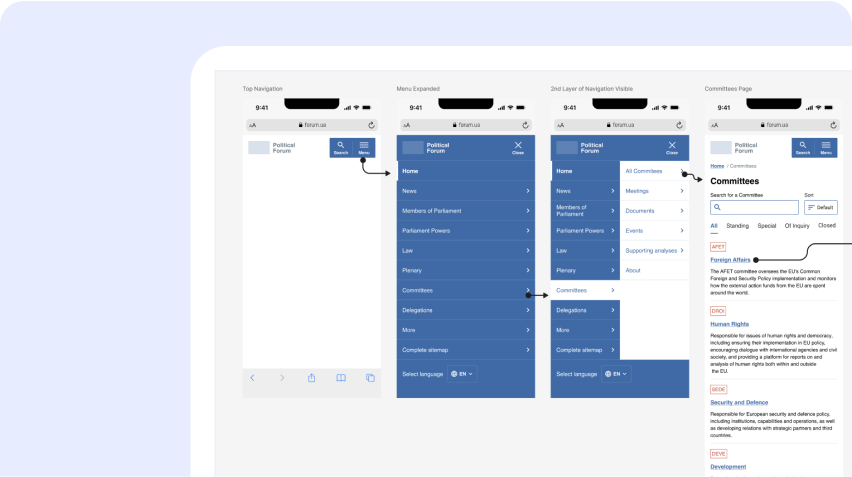 Top Navigation
9:41
AA
forum.ua
Political
Forum
Search
Menu
Menu Expanded
9:41
AA
forum.ua
Political
Forum
Close
Home
News
Members of Parliament
Parliament Powers
Law
Plenary
Committees
Delegations
More
Complete sitemap
Select language
EN
2nd Layer of Navigation Visible
9:41
AA
forum.ua
Political
Forum
Close
Home
News
Members of
Parliament
Parliament Powers
Law
Plenary
Committees
Delegations
More
Complete sitemap
All Commitees
Meetings
Documents
Events
Supporting analyses
About
Select language
EN
Committees Page
9:41
AA
forum.ua
Political
Forum
Search
Menu
Home / Committees
Committees
Search for a Committee
Sort
Default
All Standing Special Of Inquiry Closed
AFET
Foreign Affairs
The AFET committee oversees the EU's Common
Foreign and Security Policy implementation and monitors
how the external action funds from the EU are spent
around the world.
DROI
Human Rights
Responsible for issues of human rights and democracy,
including ensuring their implementation in EU policy,
encouraging dialogue with international agencies and civil
society, and providing a platform for reports on and
analysis of human rights both within and outside
the EU.
SEDE
Security and Defence
Responsible for European security and defence policy,
including institutions, capabilities and operations, as well
as developing relations with strategic partners and third
countries.
DEVE
Development